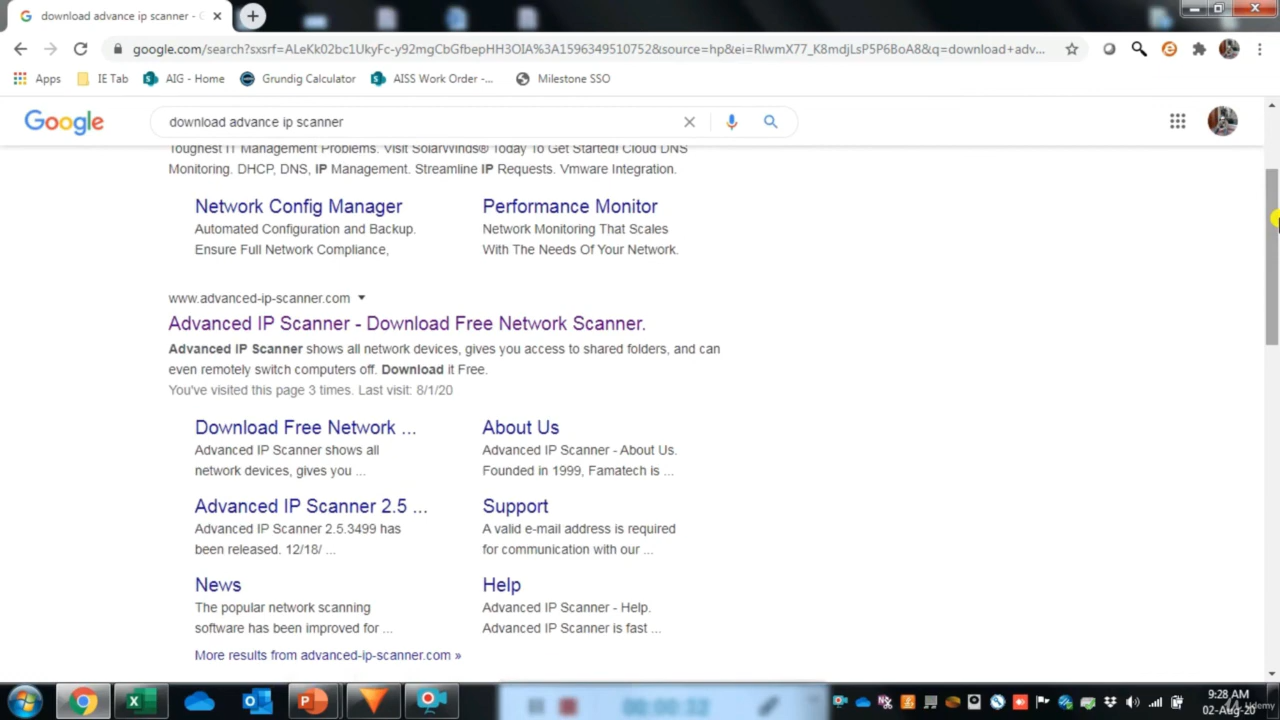 download advance ip scanner - G
google.com/search?sxsrf=ALeKk02bc1UkyFc-y92mgCbGfbepHH3OIA%3A1596349510752&source=hp&ei=RlwmX77_K8mdjLsP5P6BoA8&q=download+adv...
Apps IE Tab AIG - Home Grundig Calculator AISS Work Order -... Milestone SSO
Google download advance ip scanner
Toughest IT Management Problems. Visit SolarWinds® Today To Get Started! Cloud DNS
Monitoring. DHCP, DNS, IP Management. Streamline IP Requests. Vmware Integration.
Network Config Manager
Automated Configuration and Backup.
Ensure Full Network Compliance,
Performance Monitor
Network Monitoring That Scales
With The Needs Of Your Network.
www.advanced-ip-scanner.com
Advanced IP Scanner - Download Free Network Scanner.
Advanced IP Scanner shows all network devices, gives you access to shared folders, and can
even remotely switch computers off. Download it Free.
You've visited this page 3 times. Last visit: 8/1/20
Download Free Network ...
Advanced IP Scanner shows all
network devices, gives you ...
About Us
Advanced IP Scanner - About Us.
Founded in 1999, Famatech is ...
Advanced IP Scanner 2.5 ...
Advanced IP Scanner 2.5.3499 has
been released. 12/18/ ...
Support
A valid e-mail address is required
for communication with our ...
News
The popular network scanning
software has been improved for ...
Help
Advanced IP Scanner - Help.
Advanced IP Scanner is fast ...
More results from advanced-ip-scanner.com »
00:00:32
9:28 AM
02-Aug-20
Udemy